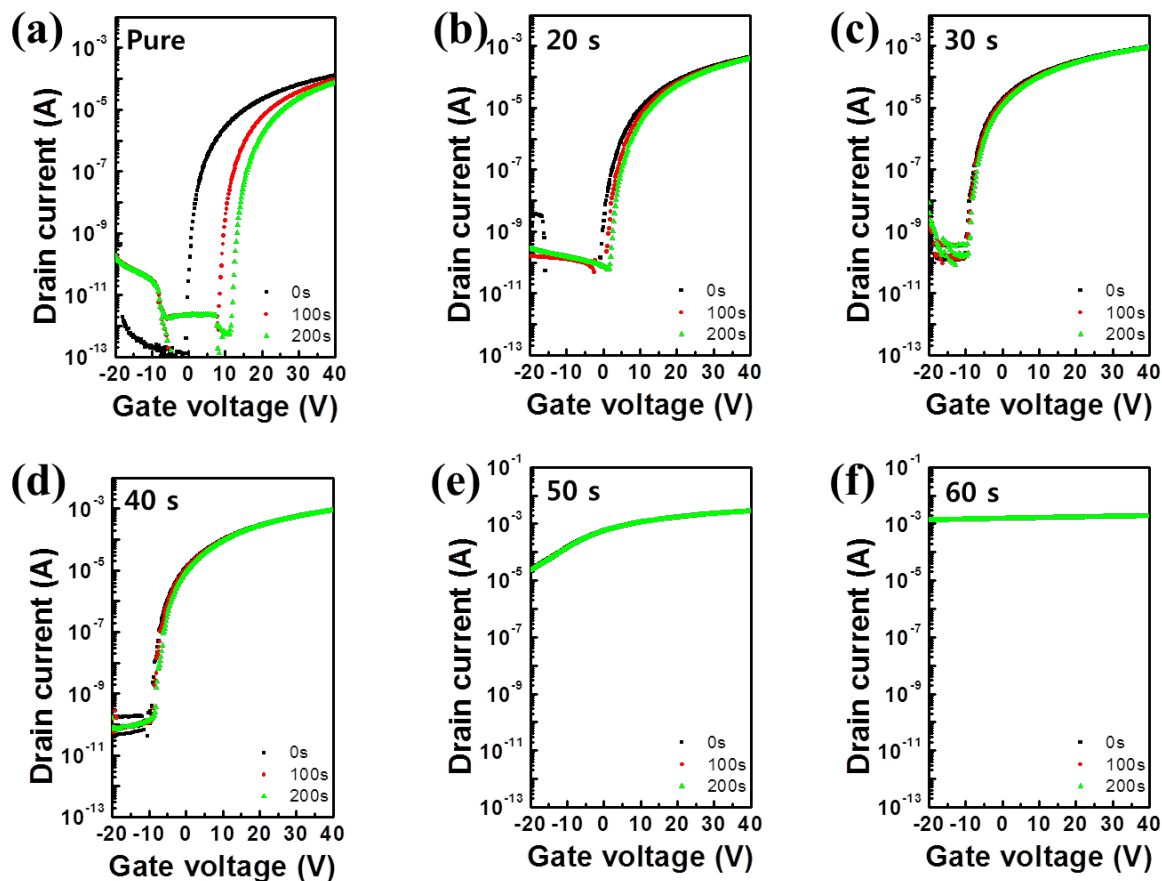 (a)
Pure
Drain current (A)
10-3
10-5
10-7
10-9
10-11
10-13
0s
100s
200s
-20 -10 0 10 20 30 40
Gate voltage (V)
(b)
20 s
Drain current (A)
10-3
10-5
10-7
10-9
10-11
10-13
0s
100s
200s
-20 -10 0 10 20 30 40
Gate voltage (V)
(c)
30 s
Drain current (A)
10-3
10-5
10-7
10-9
10-11
10-13
0s
100s
200s
-20 -10 0 10 20 30 40
Gate voltage (V)
(d)
40 s
Drain current (A)
10-3
10-5
10-7
10-9
10-11
10-13
0s
100s
200s
-20 -10 0 10 20 30 40
Gate voltage (V)
(e)
50 s
Drain current (A)
10-1
10-3
10-5
10-7
10-9
10-11
10-13
0s
100s
200s
-20 -10 0 10 20 30 40
Gate voltage (V)
(f)
60 s
Drain current (A)
10-1
10-3
10-5
10-7
10-9
10-11
10-13
0s
100s
200s
-20 -10 0 10 20 30 40
Gate voltage (V)